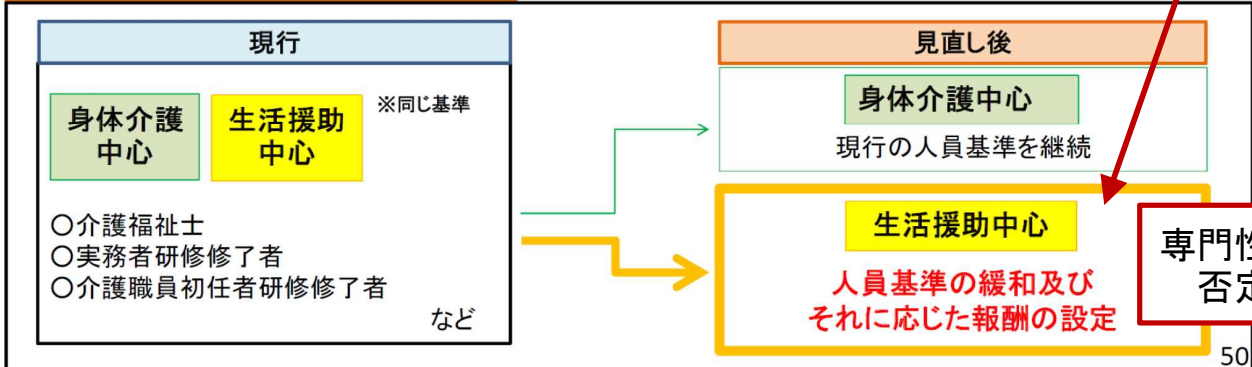 現行
身体介護
中心
生活援助
中心
※同じ基準
〇介護福祉士
〇実務者研修修了者
〇介護職員初任者研修修了者
など
見直し後
身体介護中心
現行の人員基準を継続
生活援助中心
人員基準の緩和及び
それに応じた報酬の設定
専門性
否定
50